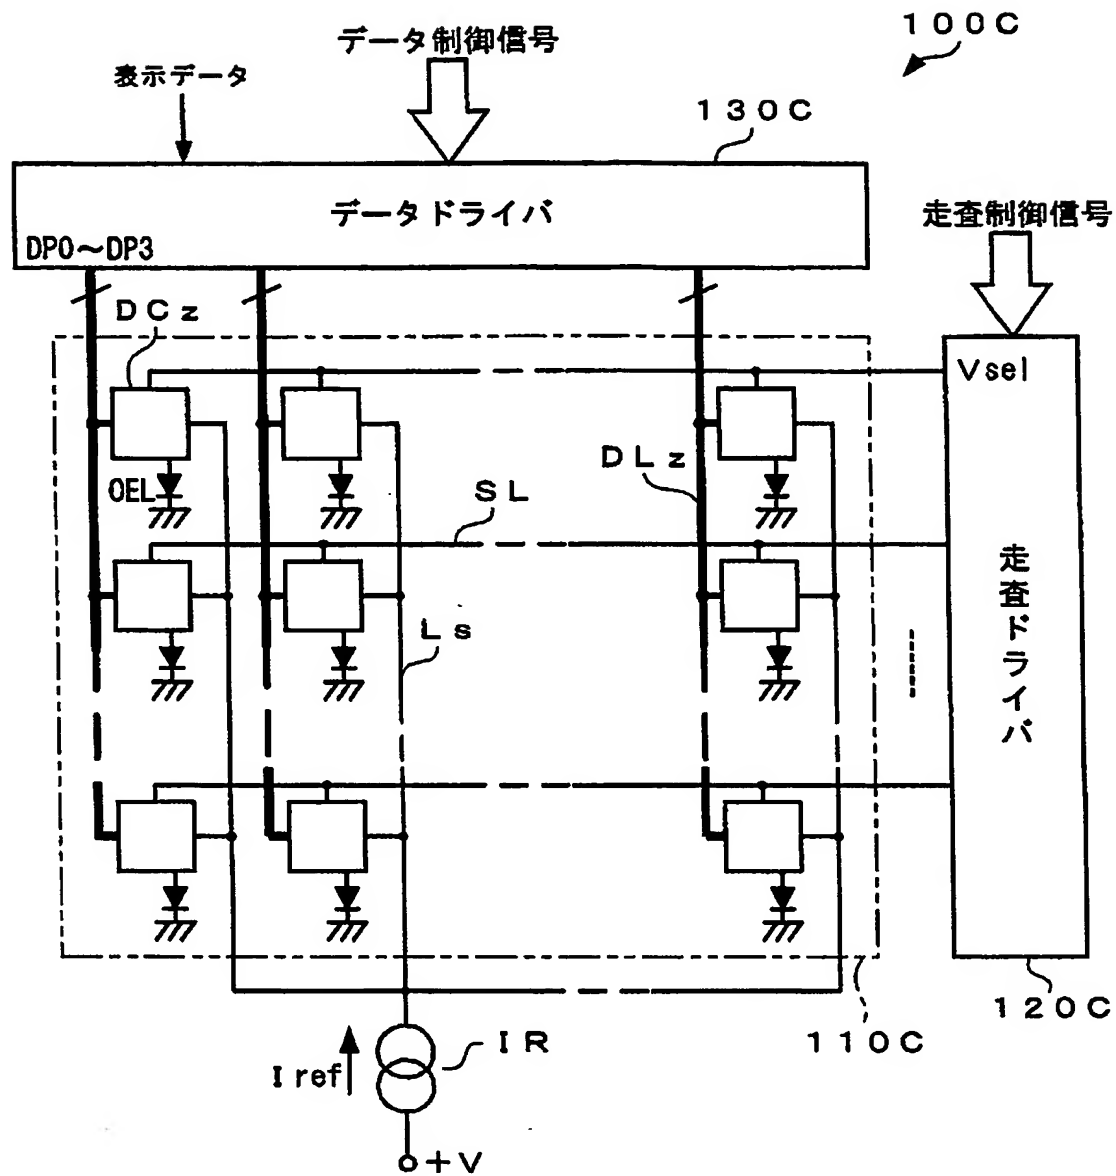 １００Ｃ
データ制御信号
表示データ
１３０Ｃ
データドライバ
走査制御信号
DP0～DP3
ＤＣｚ
Ｖsel
ＤＬｚ
OEL
ＳＬ
走査ドライバ
Ｌｓ
１２０Ｃ
１１０Ｃ
ＩＲ
Ｉref
＋Ｖ